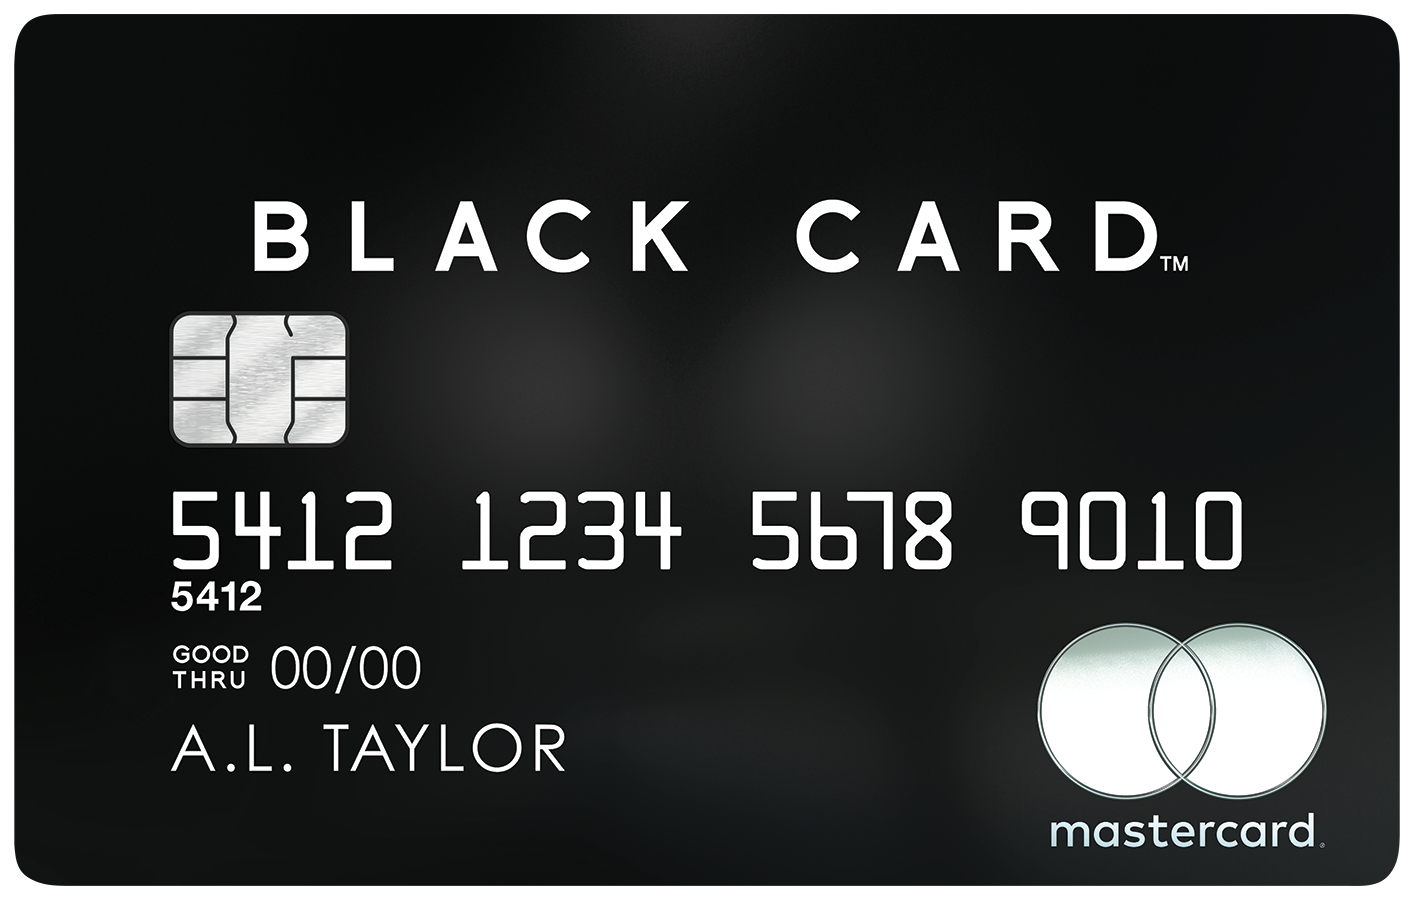 BLACK CARD™
5412 1234 5678 9010
5412
GOOD THRU 00/00
A.L. TAYLOR
mastercard.